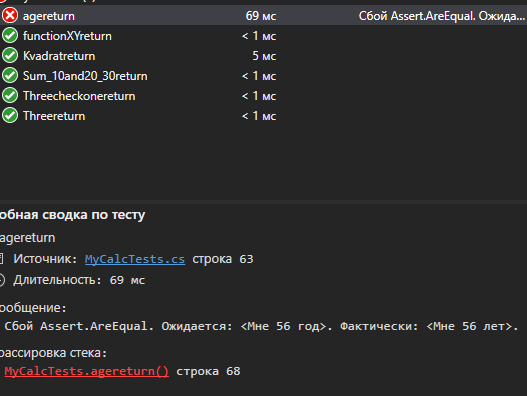 agereturn 69 мс Сбой Assert.AreEqual. Ожида...
functionXYreturn < 1 мс
Kvadratreturn 5 мс
Sum_10and20_30return < 1 мс
Threecheckonereturn < 1 мс
Threereturn < 1 мс
обная сводка по тесту
agereturn
Источник: MyCalcTests.cs строка 63
Длительность: 69 мс
ообщение:
Сбой Assert.AreEqual. Ожидается: <Мне 56 год>. Фактически: <Мне 56 лет>.
рассировка стека:
MyCalcTests.agereturn() строка 68